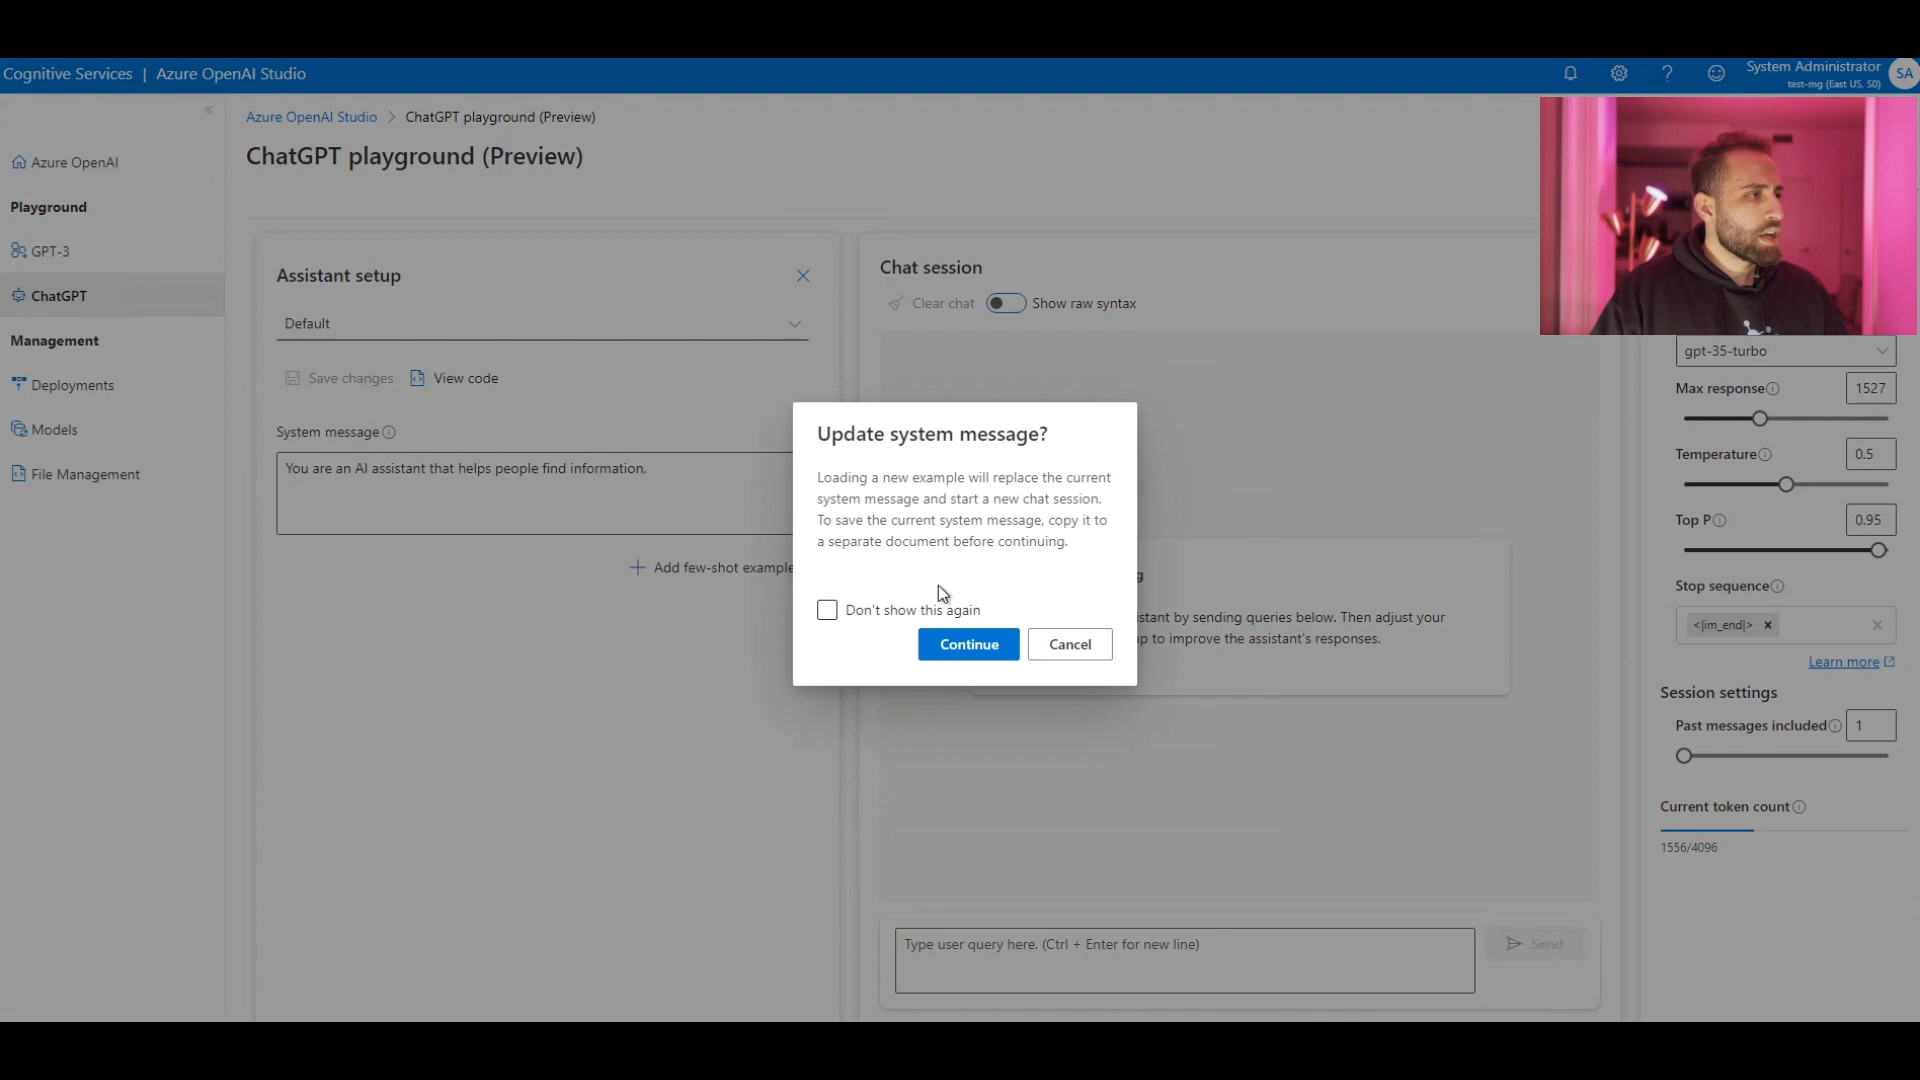 Cognitive Services | Azure OpenAI Studio
System Administrator
test-mg (East US, S0)
SA
Azure OpenAI Studio > ChatGPT playground (Preview)
ChatGPT playground (Preview)
Azure OpenAI
Playground
GPT-3
ChatGPT
Management
Deployments
Models
File Management
Assistant setup
Default
Save changes
View code
System message
You are an AI assistant that helps people find information.
+ Add few-shot example
Chat session
Clear chat
Show raw syntax
Update system message?
Loading a new example will replace the current
system message and start a new chat session.
To save the current system message, copy it to
a separate document before continuing.
Don't show this again
Continue
Cancel
g
istant by sending queries below. Then adjust your
up to improve the assistant's responses.
Type user query here. (Ctrl + Enter for new line)
Send
gpt-35-turbo
Max response
1527
Temperature
0.5
Top P
0.95
Stop sequence
<|im_end|>
Learn more
Session settings
Past messages included
1
Current token count
1556/4096